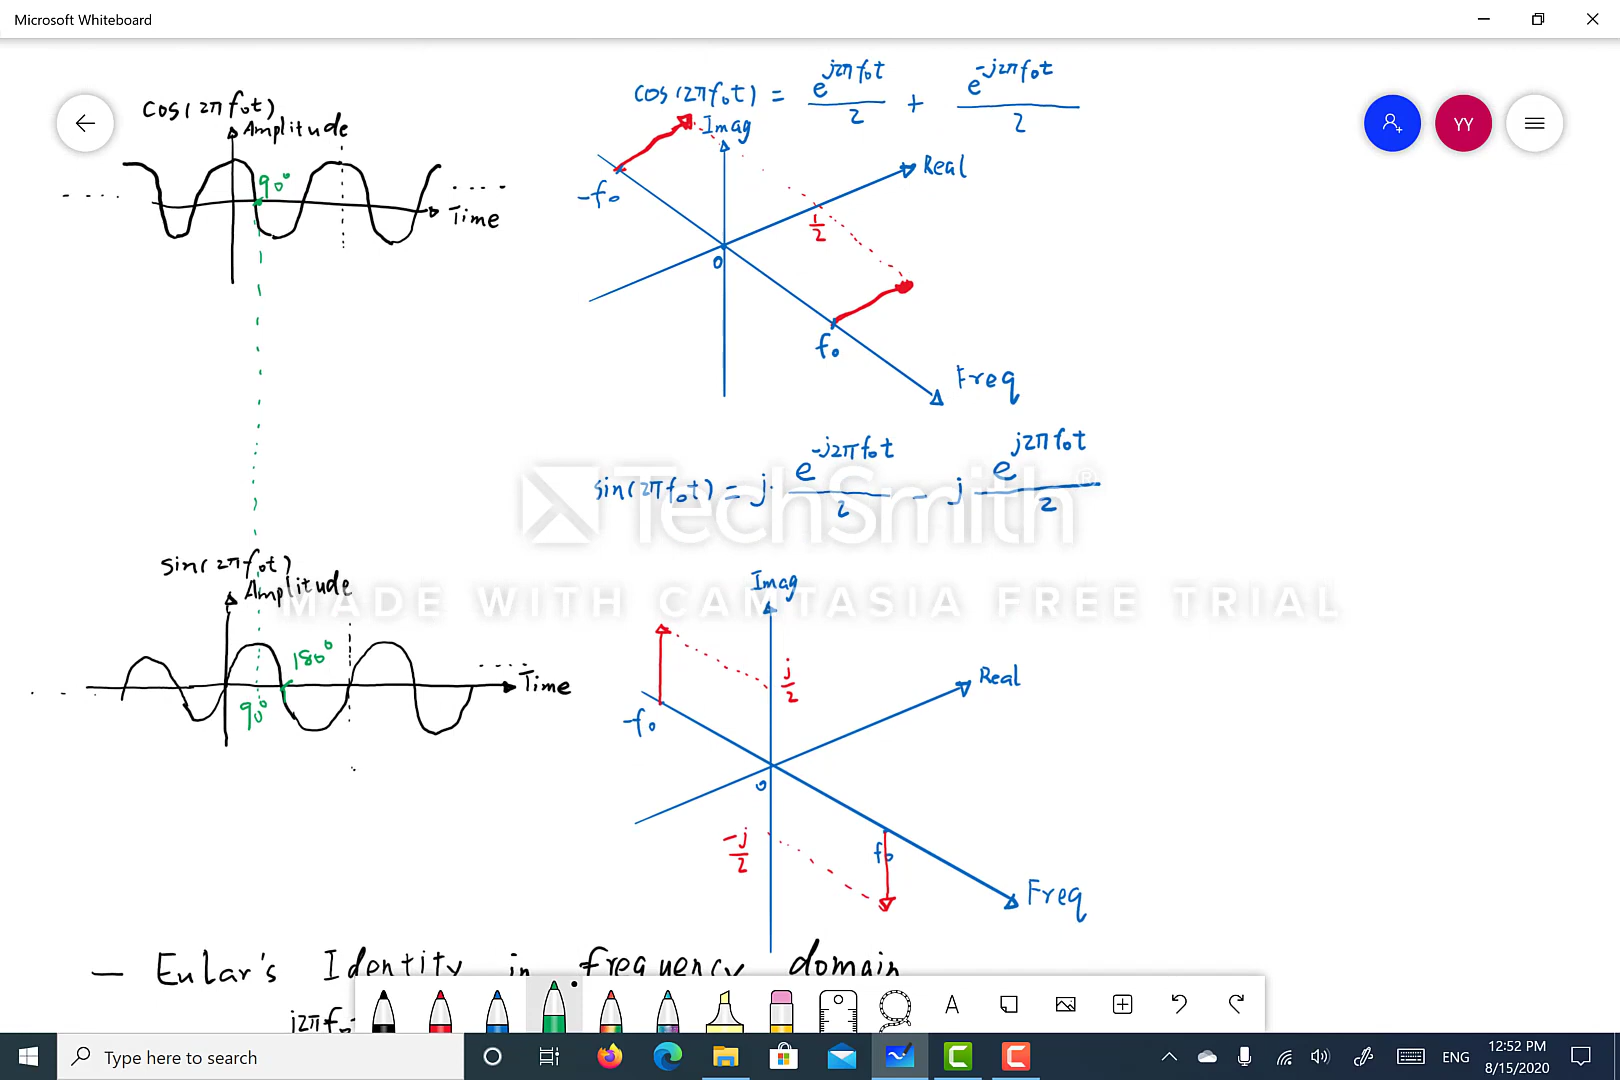 Microsoft Whiteboard
cos(2πf₀t)
Amplitude
90°
Time
cos(2πf₀t) = e^{j2πf₀t}/2 + e^{-j2πf₀t}/2
Imag
Real
-f₀
1/2
0
f₀
Freq
YY
sin(2πf₀t) = j · e^{-j2πf₀t}/2 - j e^{j2πf₀t}/2
TechSmith®
MADE WITH CAMTASIA FREE TRIAL
sin(2πf₀t)
Amplitude
180°
90°
Time
Imag
j/2
Real
-f₀
0
-j/2
f₀
Freq
— Eular's Identity in frequency domain
j2πf₀
A
Type here to search
ENG
12:52 PM
8/15/2020